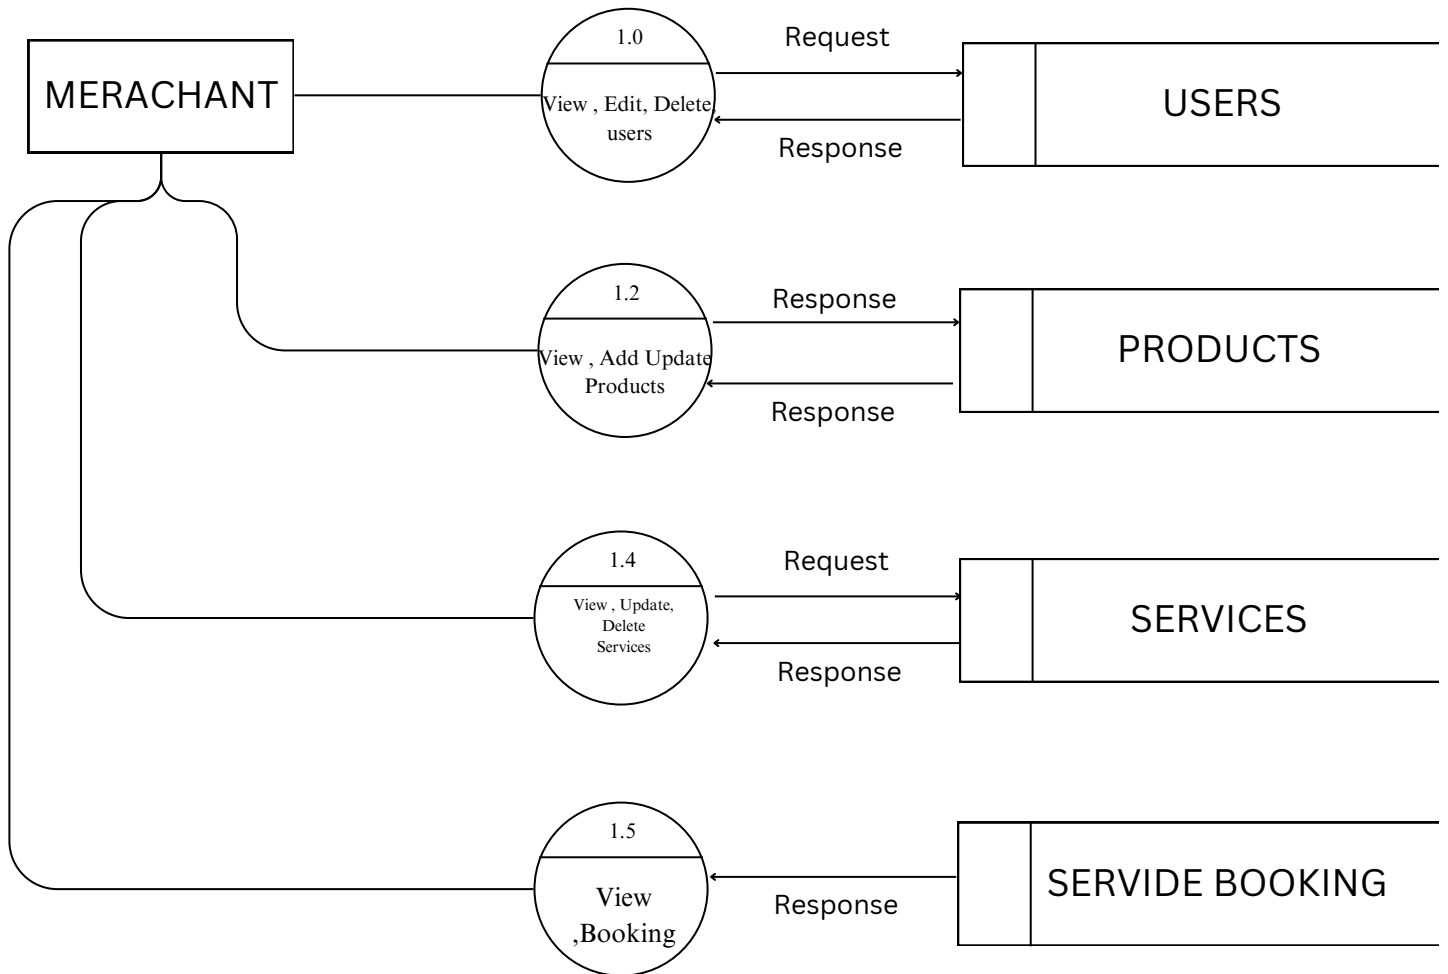 MERACHANT
1.0
View , Edit, Delete,
users
Request
Response
USERS
1.2
View , Add Update
Products
Response
Response
PRODUCTS
1.4
View , Update,
Delete
Services
Request
Response
SERVICES
1.5
View
,Booking
Response
SERVIDE BOOKING